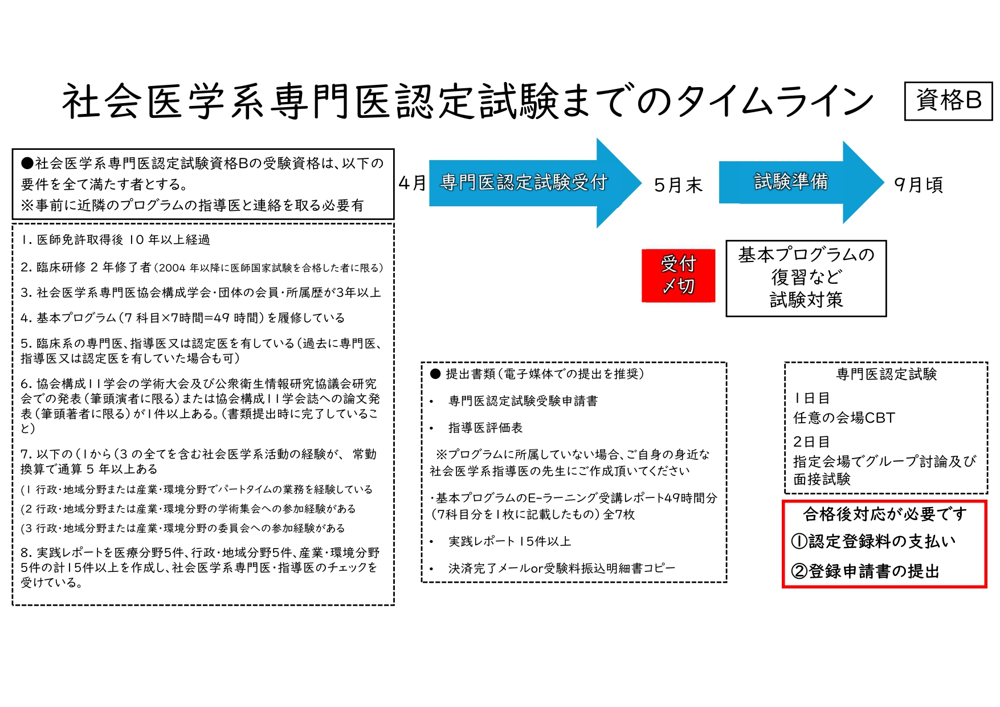 社会医学系専門医認定試験までのタイムライン
資格B
●社会医学系専門医認定試験資格Bの受験資格は、以下の
要件を全て満たす者とする。
※事前に近隣のプログラムの指導医と連絡を取る必要有
1. 医師免許取得後 10 年以上経過
2. 臨床研修 2 年修了者（2004 年以降に医師国家試験を合格した者に限る）
3. 社会医学系専門医協会構成学会・団体の会員・所属歴が3年以上
4. 基本プログラム（7 科目×7時間=49 時間）を履修している
5. 臨床系の専門医、指導医又は認定医を有している（過去に専門医、
指導医又は認定医を有していた場合も可）
6. 協会構成11学会の学術大会及び公衆衛生情報研究協議会研究
会での発表（筆頭演者に限る）または協会構成11学会誌への論文発
表（筆頭著者に限る）が1件以上ある。（書類提出時に完了しているこ
と）
7. 以下の（1から（3 の全てを含む社会医学系活動の経験が、 常勤
換算で通算 5 年以上ある
(1 行政・地域分野または産業・環境分野でパートタイムの業務を経験している
(2 行政・地域分野または産業・環境分野の学術集会への参加経験がある
(3 行政・地域分野または産業・環境分野の委員会への参加経験がある
8. 実践レポートを医療分野5件、行政・地域分野5件、産業・環境分野
5件の計15件以上を作成し、社会医学系専門医・指導医のチェックを
受けている。
4月
専門医認定試験受付
5月末
試験準備
9月頃
受付
〆切
基本プログラムの
復習など
試験対策
● 提出書類（電子媒体での提出を推奨）
• 専門医認定試験受験申請書
• 指導医評価表
※プログラムに所属していない場合、ご自身の身近な
社会医学系指導医の先生にご作成頂いてください
・基本プログラムのE-ラーニング受講レポート49時間分
（7科目分を1枚に記載したもの）全7枚
• 実践レポート 15件以上
• 決済完了メールor受験料振込明細書コピー
専門医認定試験
1日目
任意の会場CBT
2日目
指定会場でグループ討論及び
面接試験
合格後対応が必要です
①認定登録料の支払い
②登録申請書の提出